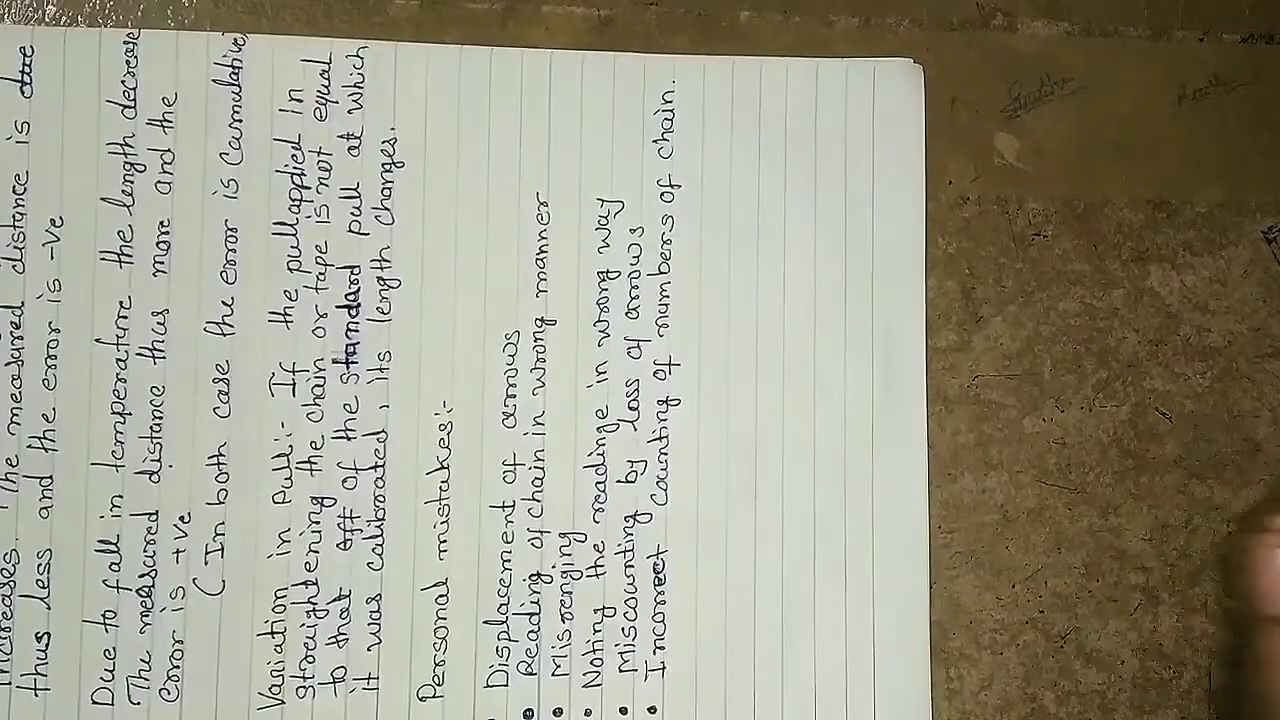 increases. The measured distance is due
thus less and the error is -ve
Due to fall in temperature the length decrease
The measured distance thus more and the
error is +ve
(In both case the error is Cumulative)
Variation in Pull:- If the pull applied in
straightening the chain or tape is not equal
to that off of the standard pull at which
it was calibrated, its length changes.
Personal mistakes:-
• Displacement of arrows
• Reading of chain in wrong manner
• Misrenging
• Noting the reading in wrong way
• Miscounting by loss of arrows
• Incorrect counting of numbers of chain.